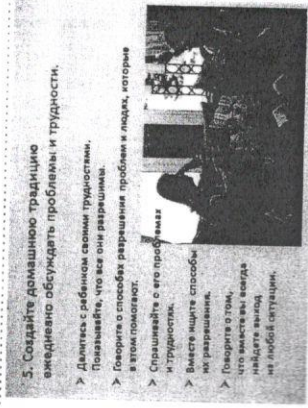 5. Создайте домашнюю традицию
ежедневно обсуждать проблемы и трудности.
➤ Делитесь с ребенком своими трудностями.
Показывайте, что все они разрешимы.
➤ Говорите о способах разрешения проблем и людях, которые
в этом помогают.
➤ Спрашивайте о его проблемах
и трудностях.
➤ Вместе ищите способы
их разрешения.
➤ Говорите о том,
что вместе вы всегда
найдете выход
из любой ситуации.